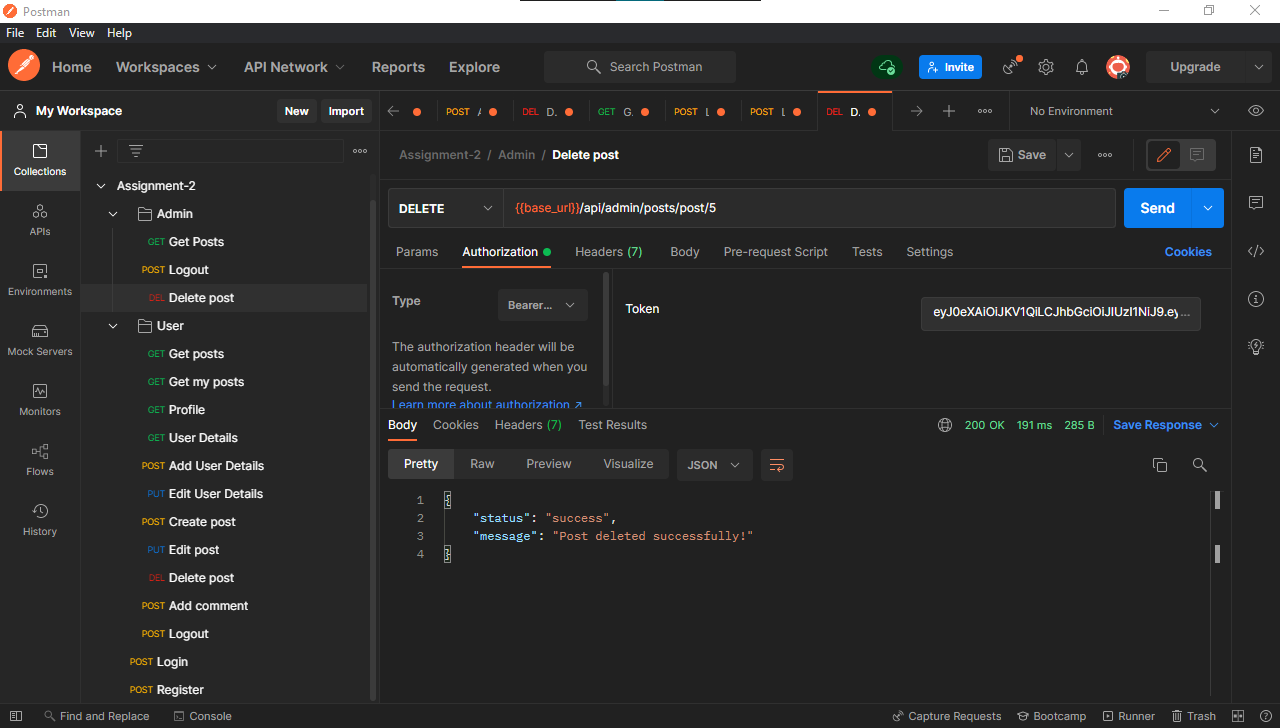 Postman
File Edit View Help
Home Workspaces API Network Reports Explore Search Postman Invite Upgrade
My Workspace New Import
POST DEL D. GET G. POST POST DEL D. No Environment
Collections
APIs
Environments
Mock Servers
Monitors
Flows
History
Assignment-2
Admin
GET Get Posts
POST Logout
DEL Delete post
User
GET Get posts
GET Get my posts
GET Profile
GET User Details
POST Add User Details
PUT Edit User Details
POST Create post
PUT Edit post
DEL Delete post
POST Add comment
POST Logout
POST Login
POST Register
Assignment-2 / Admin / Delete post Save
DELETE {{base_url}}/api/admin/posts/post/5 Send
Params Authorization Headers (7) Body Pre-request Script Tests Settings Cookies
Type Bearer...
The authorization header will be
automatically generated when you
send the request.
Learn more about authorization ↗
Token eyJ0eXAiOiJKV1QiLCJhbGciOiJIUzI1NiJ9.ey...
Body Cookies Headers (7) Test Results 200 OK 191 ms 285 B Save Response
Pretty Raw Preview Visualize JSON
1 {
2 "status": "success",
3 "message": "Post deleted successfully!"
4 }
Find and Replace Console Capture Requests Bootcamp Runner Trash